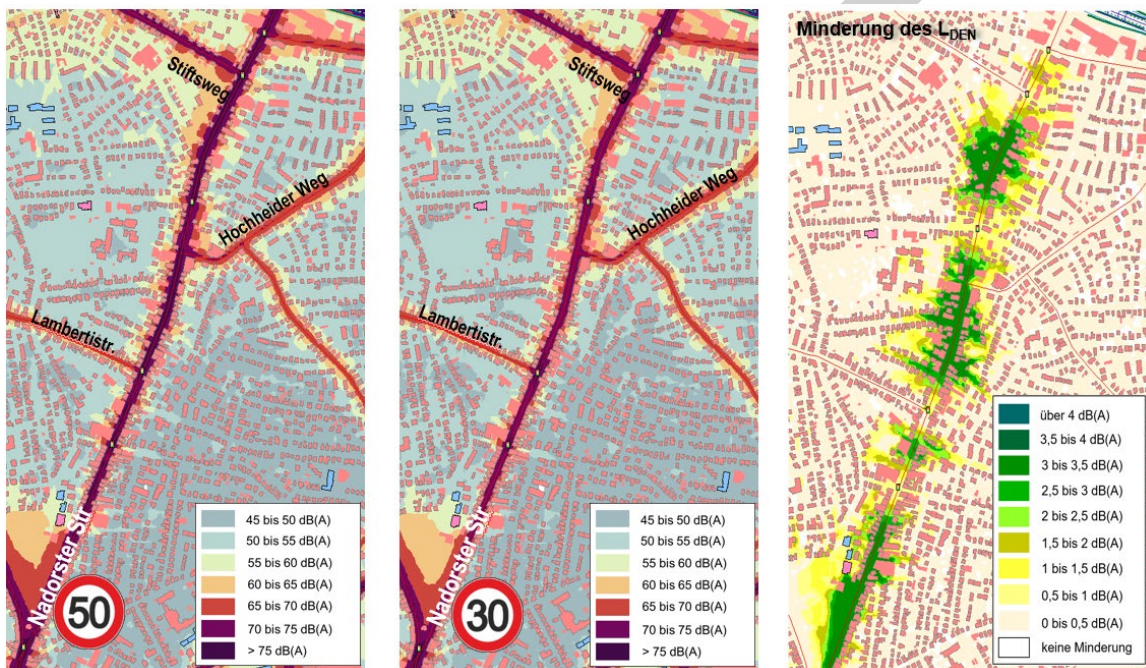 Stiftsweg
Hochheider Weg
Lambertistr.
Nadorster Str
50
45 bis 50 dB(A)
50 bis 55 dB(A)
55 bis 60 dB(A)
60 bis 65 dB(A)
65 bis 70 dB(A)
70 bis 75 dB(A)
> 75 dB(A)
Stiftsweg
Hochheider Weg
Lambertistr.
Nadorster Str
30
45 bis 50 dB(A)
50 bis 55 dB(A)
55 bis 60 dB(A)
60 bis 65 dB(A)
65 bis 70 dB(A)
70 bis 75 dB(A)
> 75 dB(A)
Minderung des LDEN
über 4 dB(A)
3,5 bis 4 dB(A)
3 bis 3,5 dB(A)
2,5 bis 3 dB(A)
2 bis 2,5 dB(A)
1,5 bis 2 dB(A)
1 bis 1,5 dB(A)
0,5 bis 1 dB(A)
0 bis 0,5 dB(A)
keine Minderung